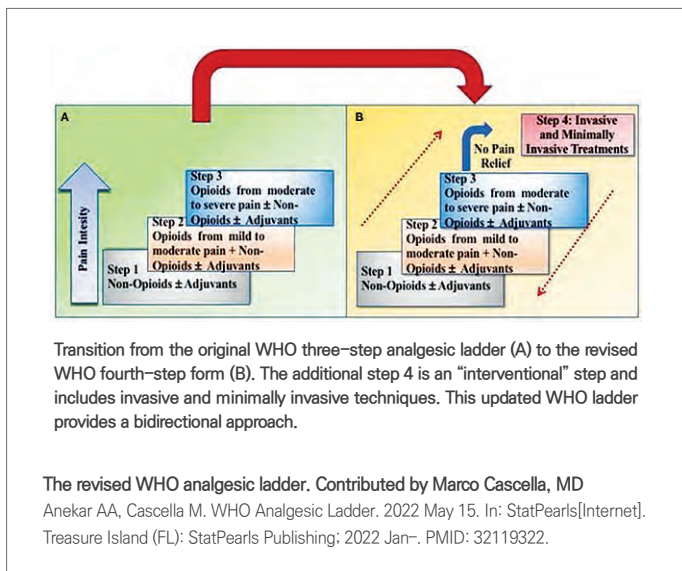 A
Pain Intesity
Step 3
Opioids from moderate
to severe pain ± Non-
Opioids ± Adjuvants
Step 2
Opioids from mild to
moderate pain + Non-
Opioids ± Adjuvants
Step 1
Non-Opioids ± Adjuvants
B
Step 4: Invasive
and Minimally
Invasive Treatments
No Pain
Relief
Step 3
Opioids from moderate
to severe pain ± Non-
Opioids ± Adjuvants
Step 2
Opioids from mild to
moderate pain + Non-
Opioids ± Adjuvants
Step 1
Non-Opioids ± Adjuvants
Transition from the original WHO three-step analgesic ladder (A) to the revised
WHO fourth-step form (B). The additional step 4 is an “interventional” step and
includes invasive and minimally invasive techniques. This updated WHO ladder
provides a bidirectional approach.
The revised WHO analgesic ladder. Contributed by Marco Cascella, MD
Anekar AA, Cascella M. WHO Analgesic Ladder. 2022 May 15. In: StatPearls[Internet].
Treasure Island (FL): StatPearls Publishing; 2022 Jan–. PMID: 32119322.